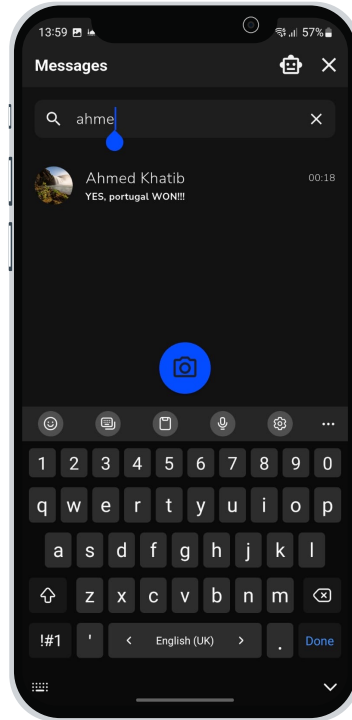 13:59 57%
Messages
ahme
Ahmed Khatib 00:18
YES, portugal WON!!!
1 2 3 4 5 6 7 8 9 0
q w e r t y u i o p
a s d f g h j k l
z x c v b n m
!#1 ' < English (UK) > . Done